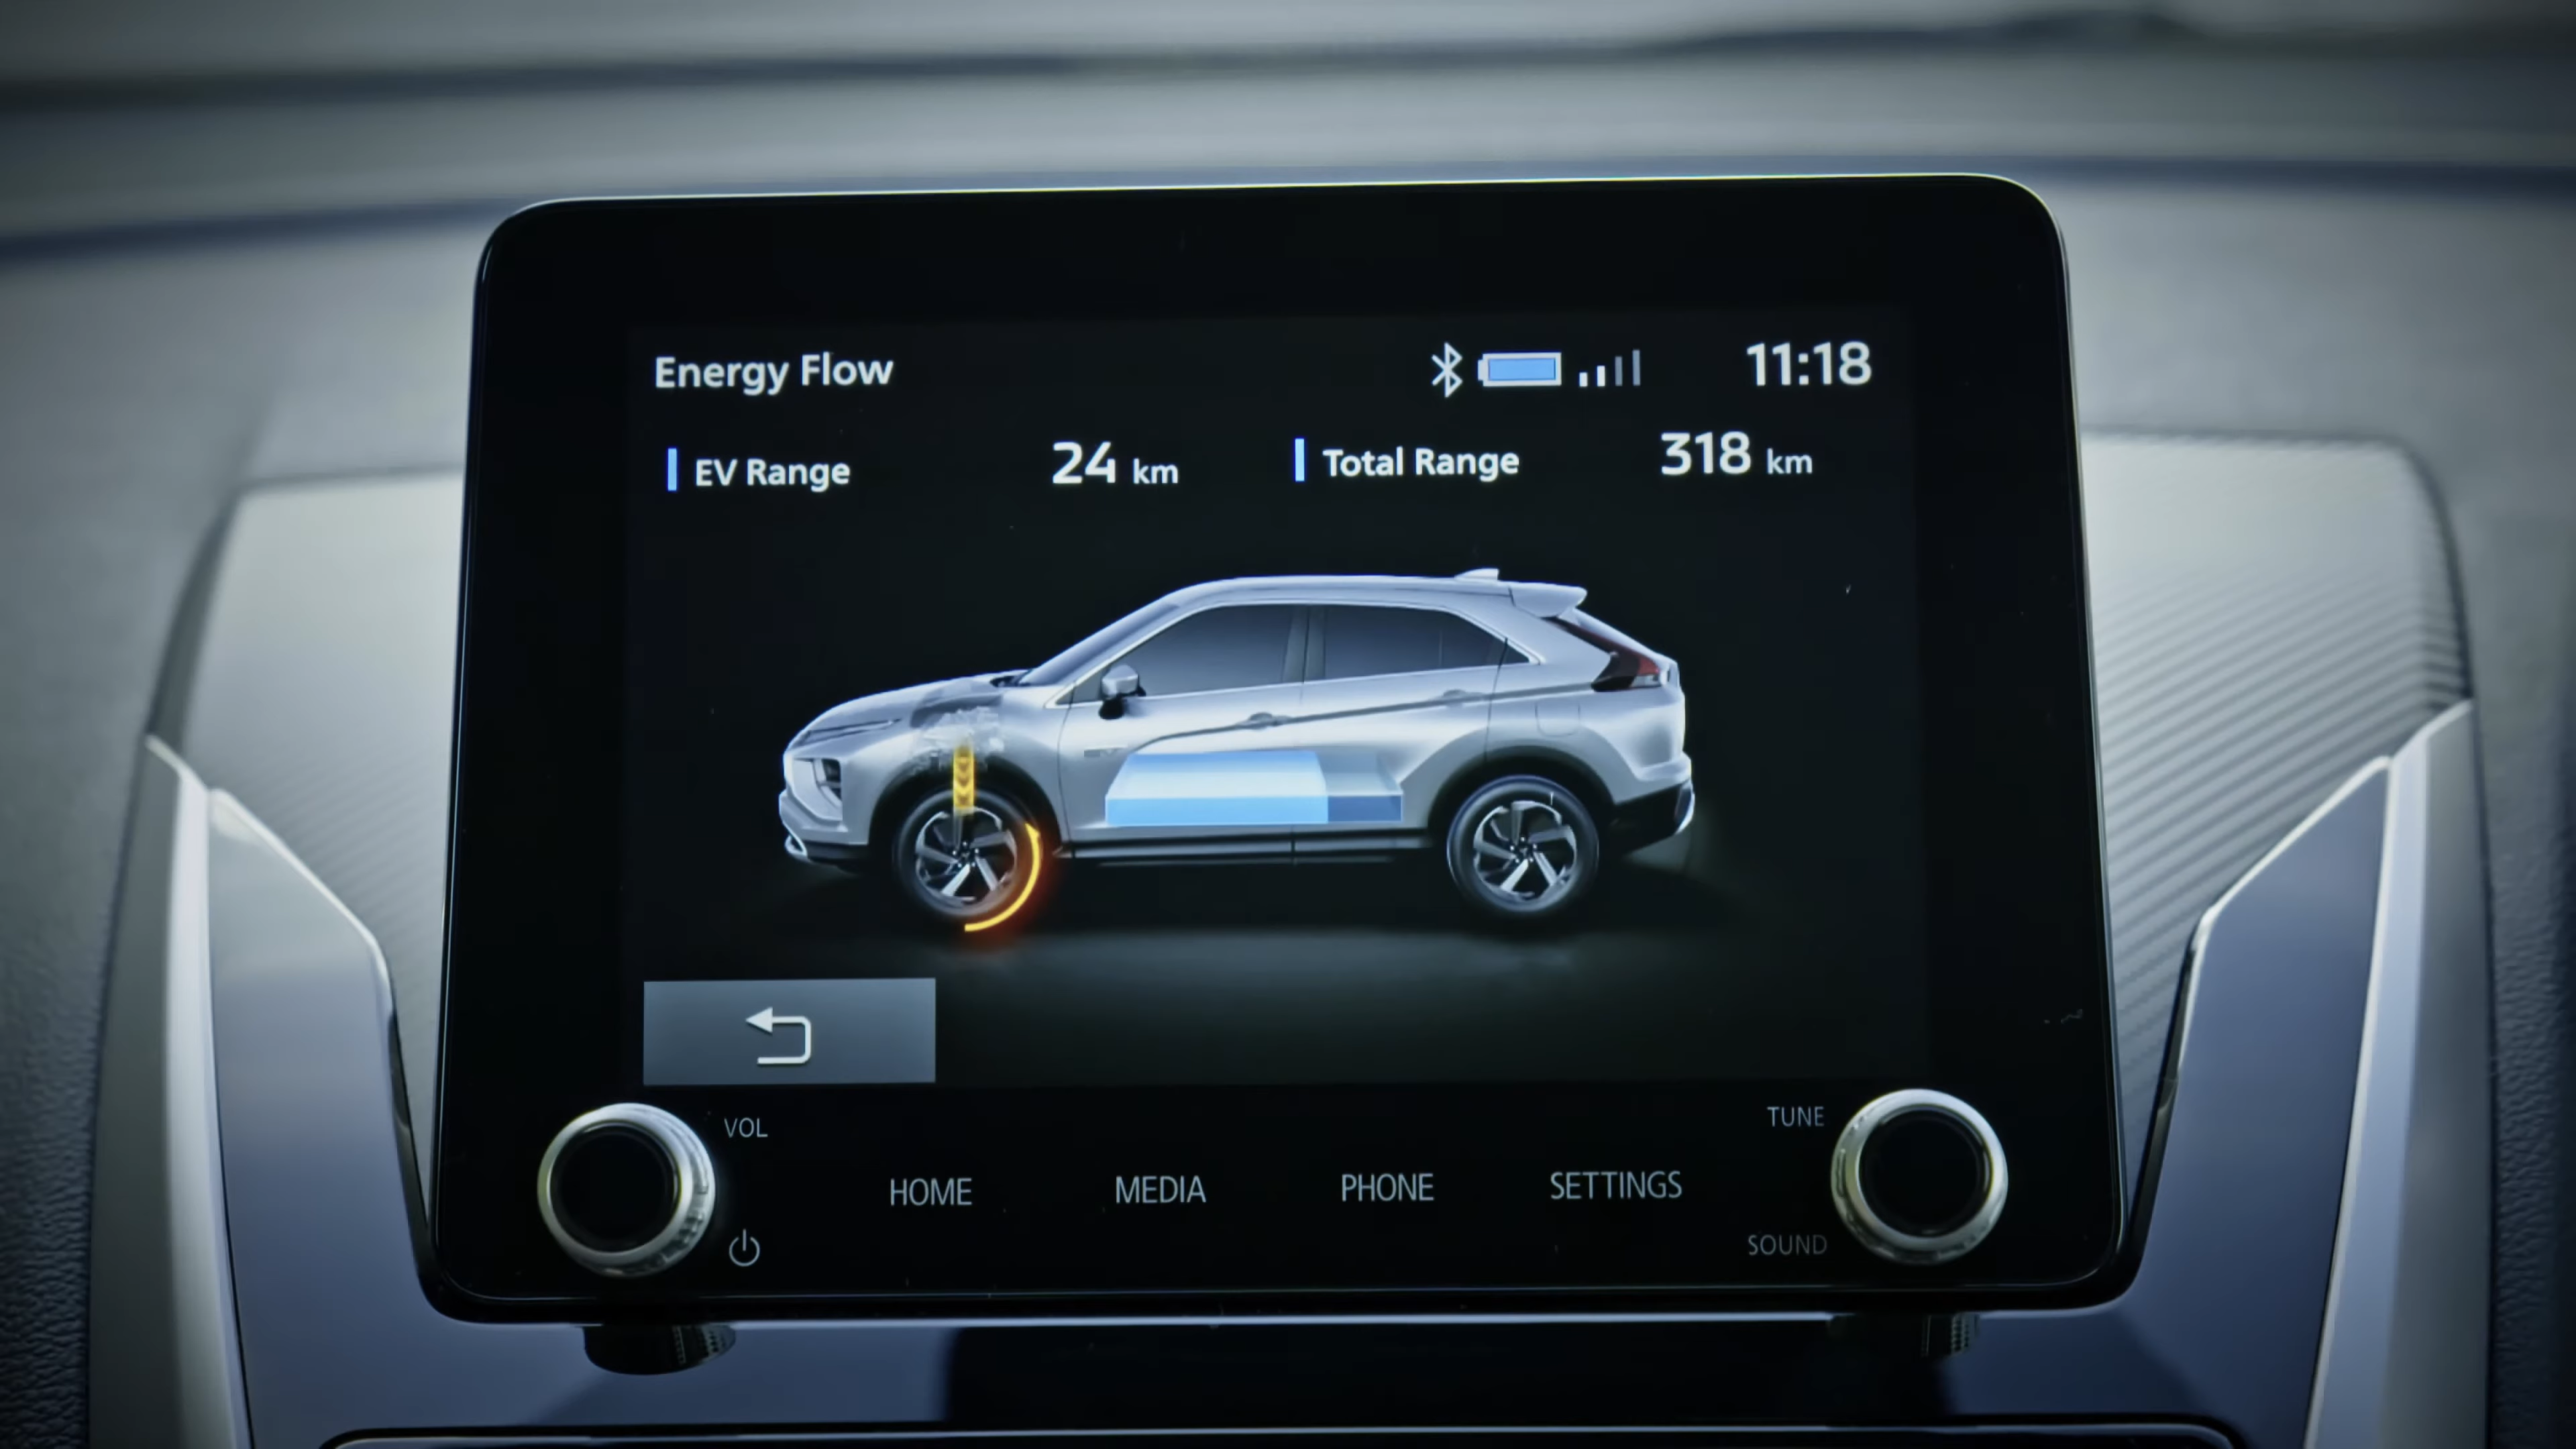 Energy Flow 11:18
EV Range 24 km Total Range 318 km
VOL TUNE
HOME MEDIA PHONE SETTINGS
SOUND